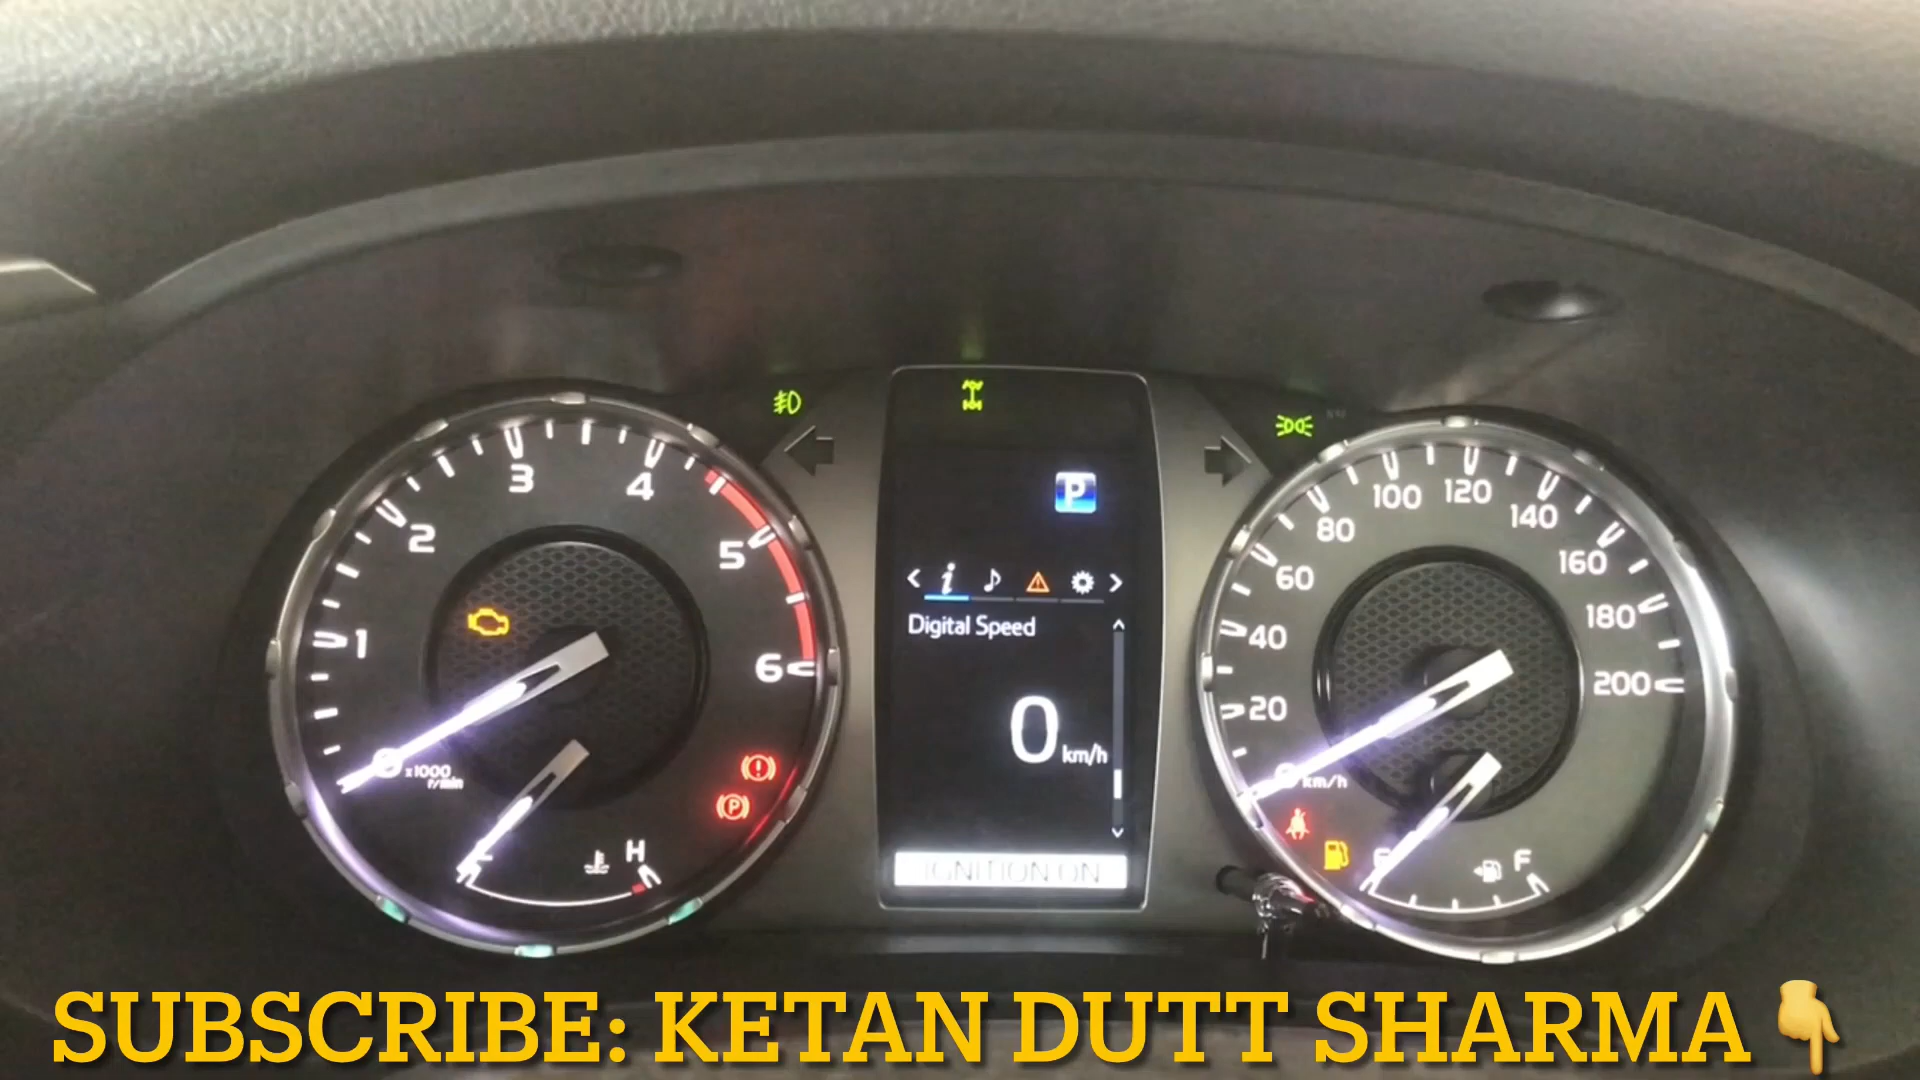 1
2
3
4
5
6
x1000
r/min
H
P
Digital Speed
0 km/h
IGNITION ON
20
40
60
80
100
120
140
160
180
200
km/h
F
SUBSCRIBE: KETAN DUTT SHARMA👇